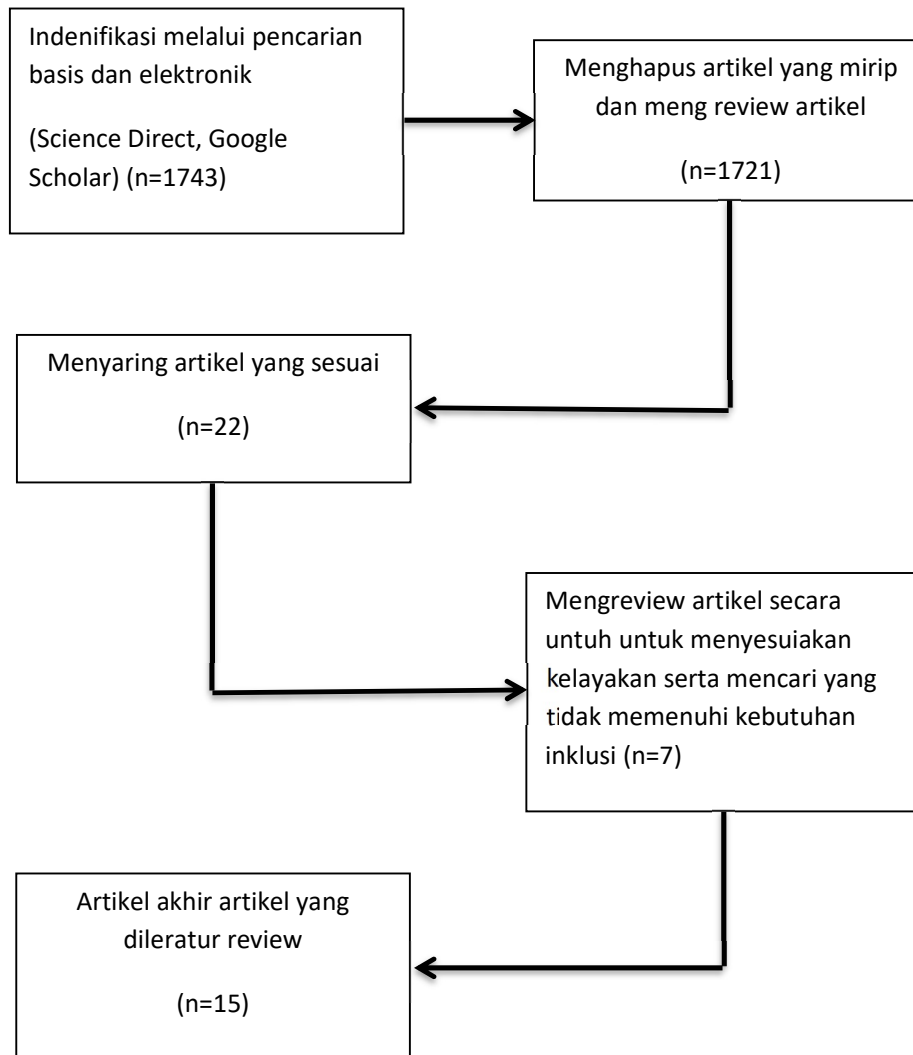 Indenifikasi melalui pencarian
basis dan elektronik
(Science Direct, Google
Scholar) (n=1743)
Menghapus artikel yang mirip
dan meng review artikel
(n=1721)
Menyaring artikel yang sesuai
(n=22)
Mengreview artikel secara
untuh untuk menyesuiakan
kelayakan serta mencari yang
tidak memenuhi kebutuhan
inklusi (n=7)
Artikel akhir artikel yang
dileratur review
(n=15)